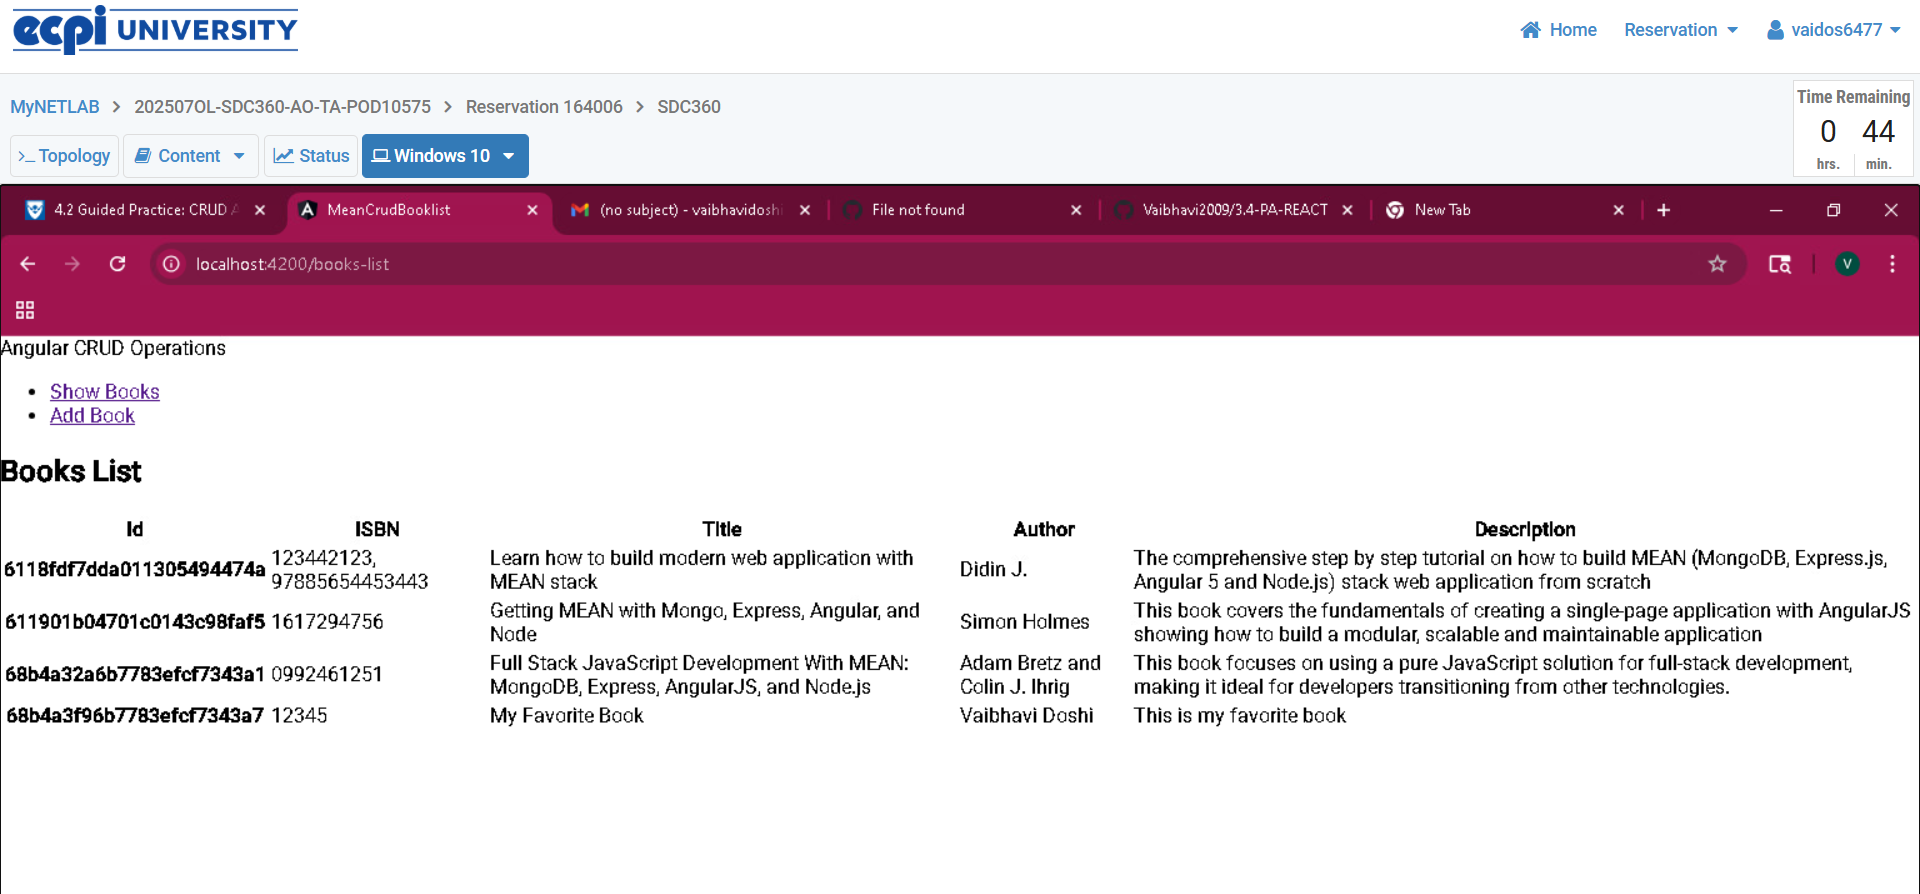 ecpi UNIVERSITY
Home Reservation vaidos6477
MyNETLAB > 202507OL-SDC360-AO-TA-POD10575 > Reservation 164006 > SDC360
Time Remaining
0 44
hrs. min.
>_ Topology Content Status Windows 10
4.2 Guided Practice: CRUD A MeanCrudBooklist (no subject) - vaibhavidoshi File not found Vaibhavi2009/3.4-PA-REACT New Tab
localhost:4200/books-list
V
Angular CRUD Operations
• Show Books
• Add Book
Books List
Id ISBN Title Author Description
6118fdf7dda011305494474a 123442123, 97885654453443 Learn how to build modern web application with MEAN stack Didin J. The comprehensive step by step tutorial on how to build MEAN (MongoDB, Express.js, Angular 5 and Node.js) stack web application from scratch
611901b04701c0143c98faf5 1617294756 Getting MEAN with Mongo, Express, Angular, and Node Simon Holmes This book covers the fundamentals of creating a single-page application with AngularJS showing how to build a modular, scalable and maintainable application
68b4a32a6b7783efcf7343a1 0992461251 Full Stack JavaScript Development With MEAN: MongoDB, Express, AngularJS, and Node.js Adam Bretz and Colin J. Ihrig This book focuses on using a pure JavaScript solution for full-stack development, making it ideal for developers transitioning from other technologies.
68b4a3f96b7783efcf7343a7 12345 My Favorite Book Vaibhavi Doshi This is my favorite book